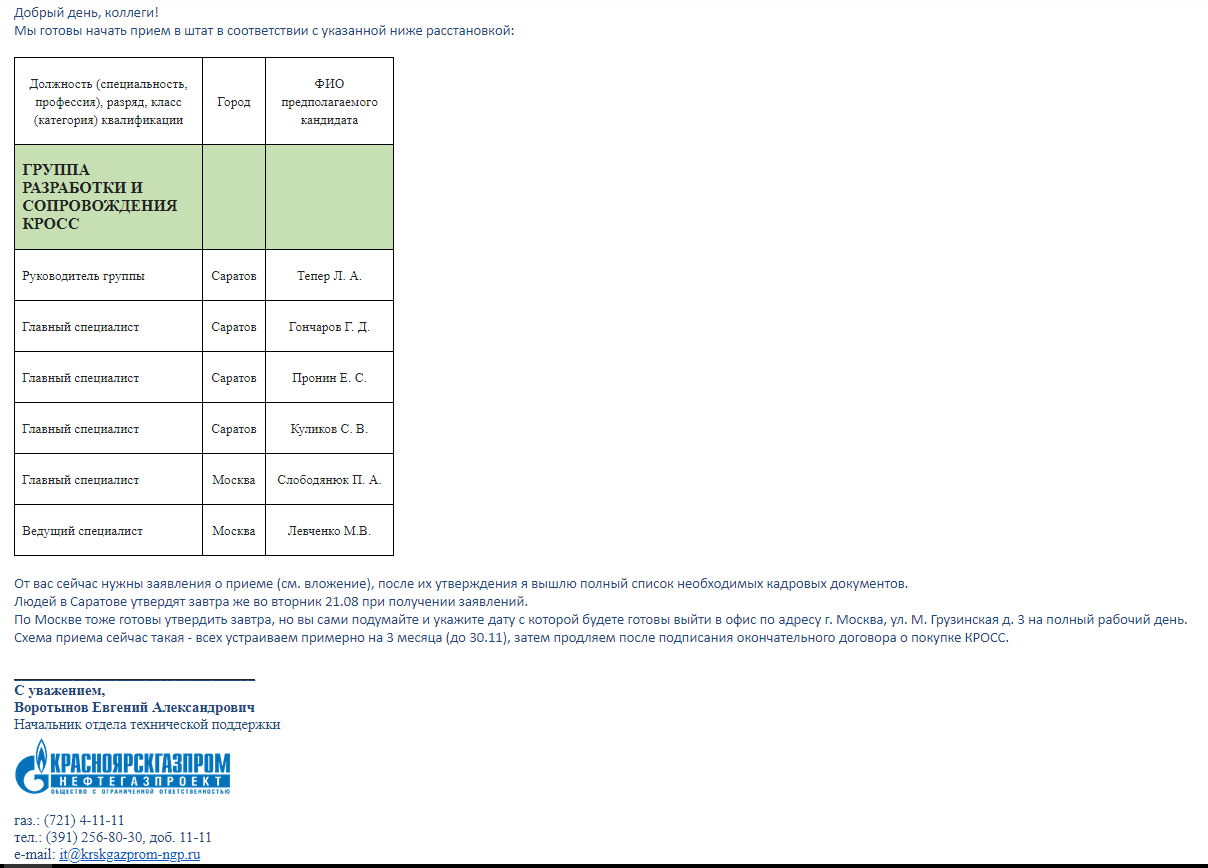 Добрый день, коллеги!
Мы готовы начать прием в штат в соответствии с указанной ниже расстановкой:
Должность (специальность,
профессия), разряд, класс
(категория) квалификации
Город
ФИО
предполагаемого
кандидата
ГРУППА
РАЗРАБОТКИ И
СОПРОВОЖДЕНИЯ
КРОСС
Руководитель группы Саратов Тепер Л. А.
Главный специалист Саратов Гончаров Г. Д.
Главный специалист Саратов Пронин Е. С.
Главный специалист Саратов Куликов С. В.
Главный специалист Москва Слободянюк П. А.
Ведущий специалист Москва Левченко М.В.
От вас сейчас нужны заявления о приеме (см. вложение), после их утверждения я вышлю полный список необходимых кадровых документов.
Людей в Саратове утвердят завтра же во вторник 21.08 при получении заявлений.
По Москве тоже готовы утвердить завтра, но вы сами подумайте и укажите дату с которой будете готовы выйти в офис по адресу г. Москва, ул. М. Грузинская д. 3 на полный рабочий день.
Схема приема сейчас такая - всех устраиваем примерно на 3 месяца (до 30.11), затем продляем после подписания окончательного договора о покупке КРОСС.
С уважением,
Воротынов Евгений Александрович
Начальник отдела технической поддержки
КРАСНОЯРСКГАЗПРОМ
НЕФТЕГАЗПРОЕКТ
ОБЩЕСТВО С ОГРАНИЧЕННОЙ ОТВЕТСТВЕННОСТЬЮ
газ.: (721) 4-11-11
тел.: (391) 256-80-30, доб. 11-11
e-mail: it@krskgazprom-ngp.ru